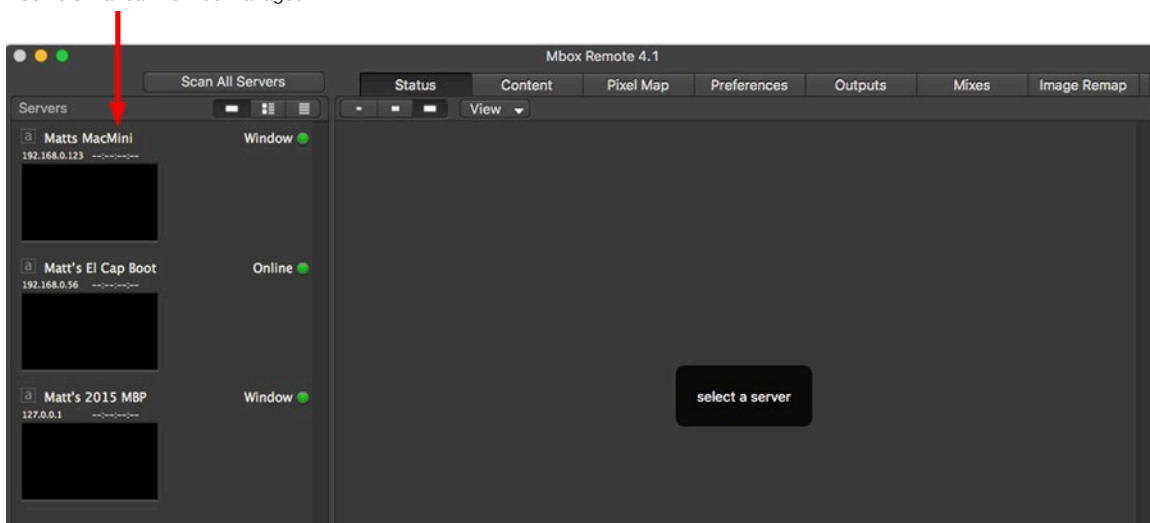 Mbox Remote 4.1
Scan All Servers
Status Content Pixel Map Preferences Outputs Mixes Image Remap
Servers
View
a Matts MacMini Window
192.168.0.123 --:--:--:--
a Matt's El Cap Boot Online
192.168.0.56 --:--:--:--
a Matt's 2015 MBP Window
127.0.0.1 --:--:--:--
select a server